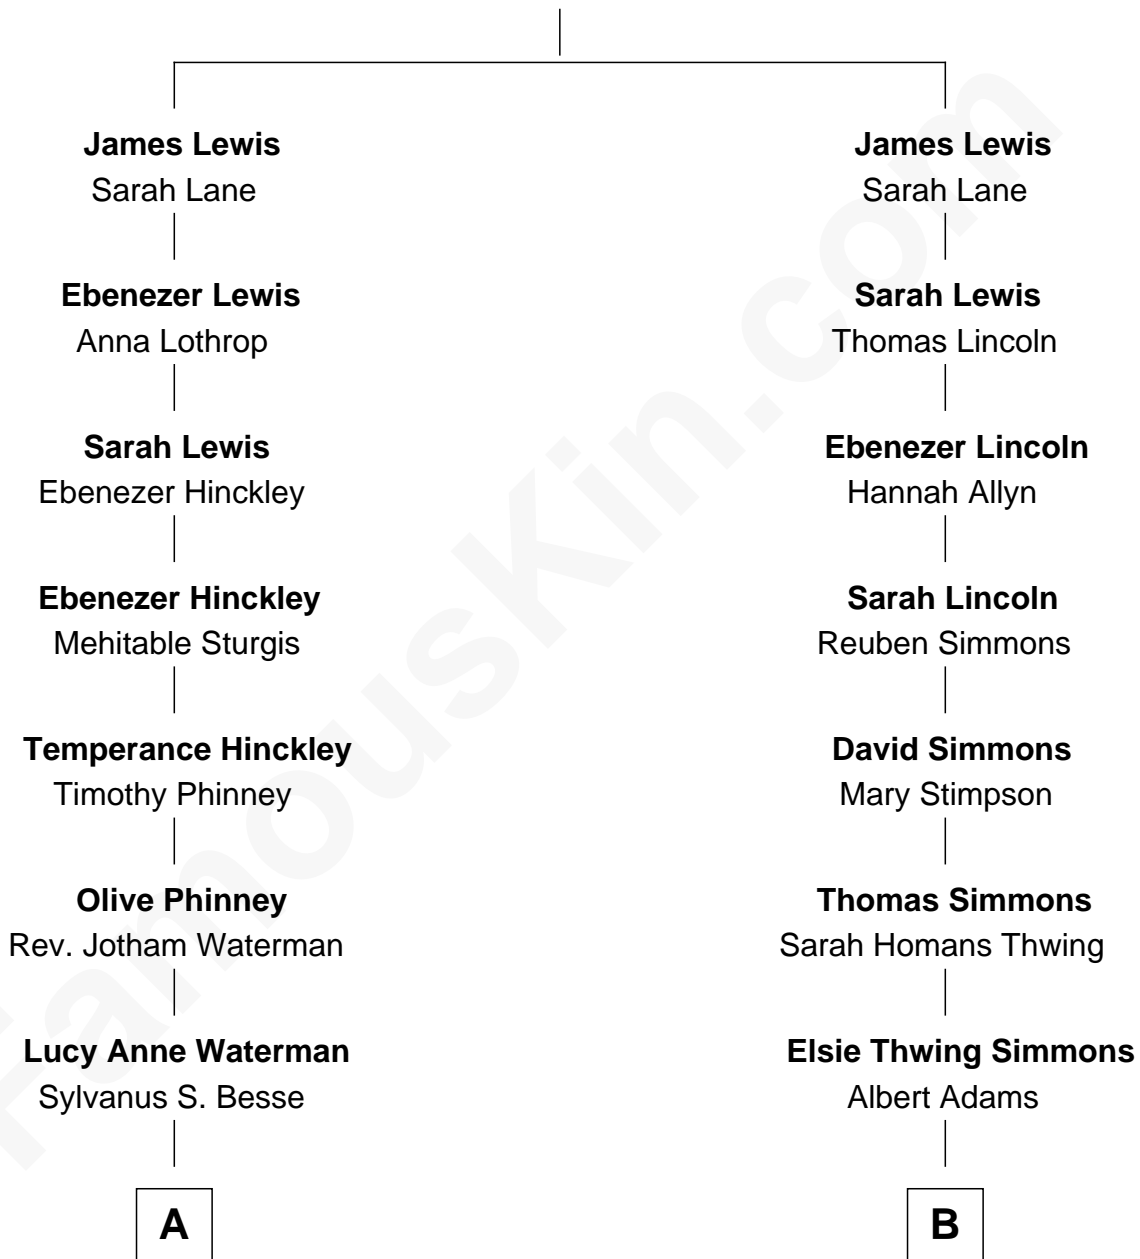 James Lewis
Sarah Lane
James Lewis
Sarah Lane
Ebenezer Lewis
Anna Lothrop
Sarah Lewis
Thomas Lincoln
Sarah Lewis
Ebenezer Hinckley
Ebenezer Lincoln
Hannah Allyn
Ebenezer Hinckley
Mehitable Sturgis
Sarah Lincoln
Reuben Simmons
Temperance Hinckley
Timothy Phinney
David Simmons
Mary Stimpson
Olive Phinney
Rev. Jotham Waterman
Thomas Simmons
Sarah Homans Thwing
Lucy Anne Waterman
Sylvanus S. Besse
Elsie Thwing Simmons
Albert Adams
A
B
FamousKin.com